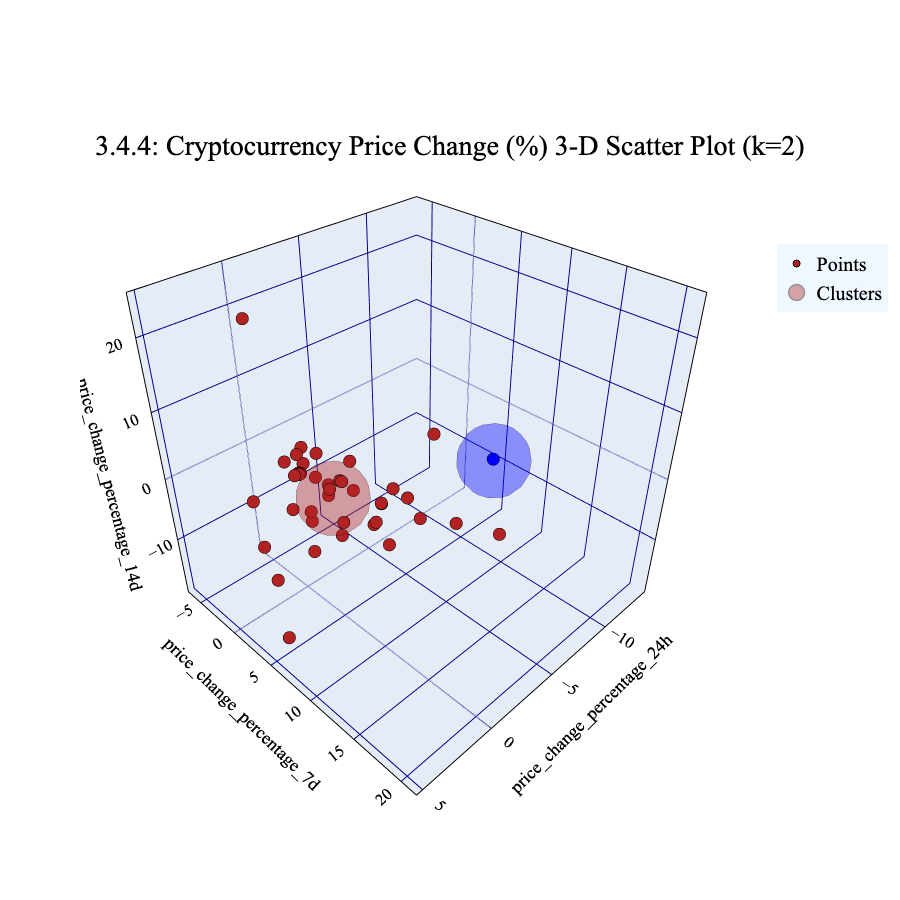 3.4.4: Cryptocurrency Price Change (%) 3-D Scatter Plot (k=2)
Points
Clusters
20
10
0
−10
price_change_percentage_14d
−5
0
5
10
15
20
price_change_percentage_7d
−10
−5
0
5
price_change_percentage_24h